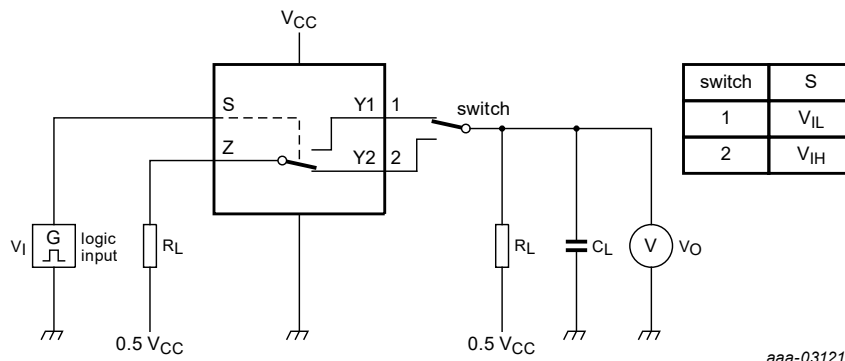 VCC
S
Z
Y1
Y2
1
2
switch
VI
G
logic
input
RL
0.5 VCC
RL
0.5 VCC
CL
V
VO
switch S
1 VIL
2 VIH
aaa-03121